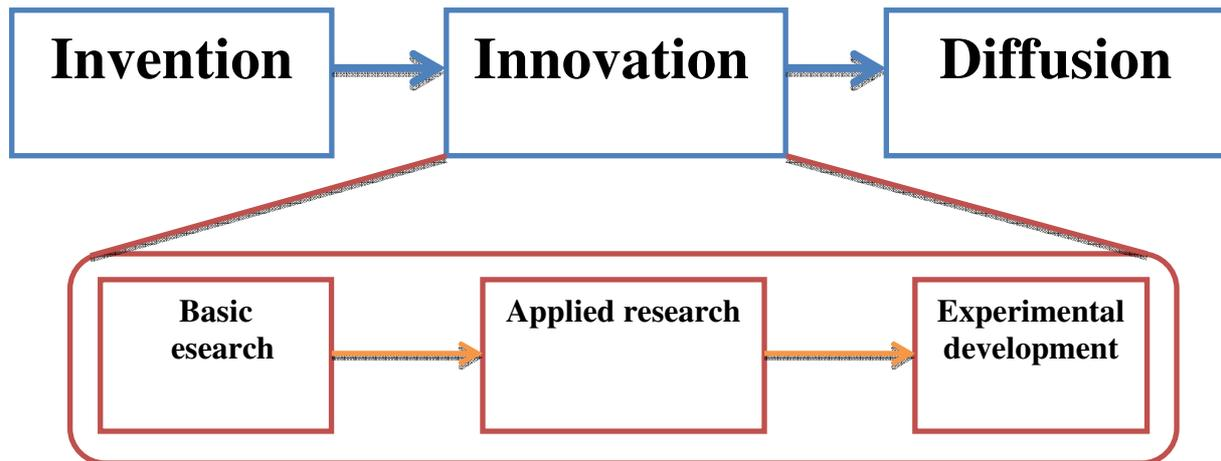 Invention
Innovation
Diffusion
Basic
esearch
Applied research
Experimental
development